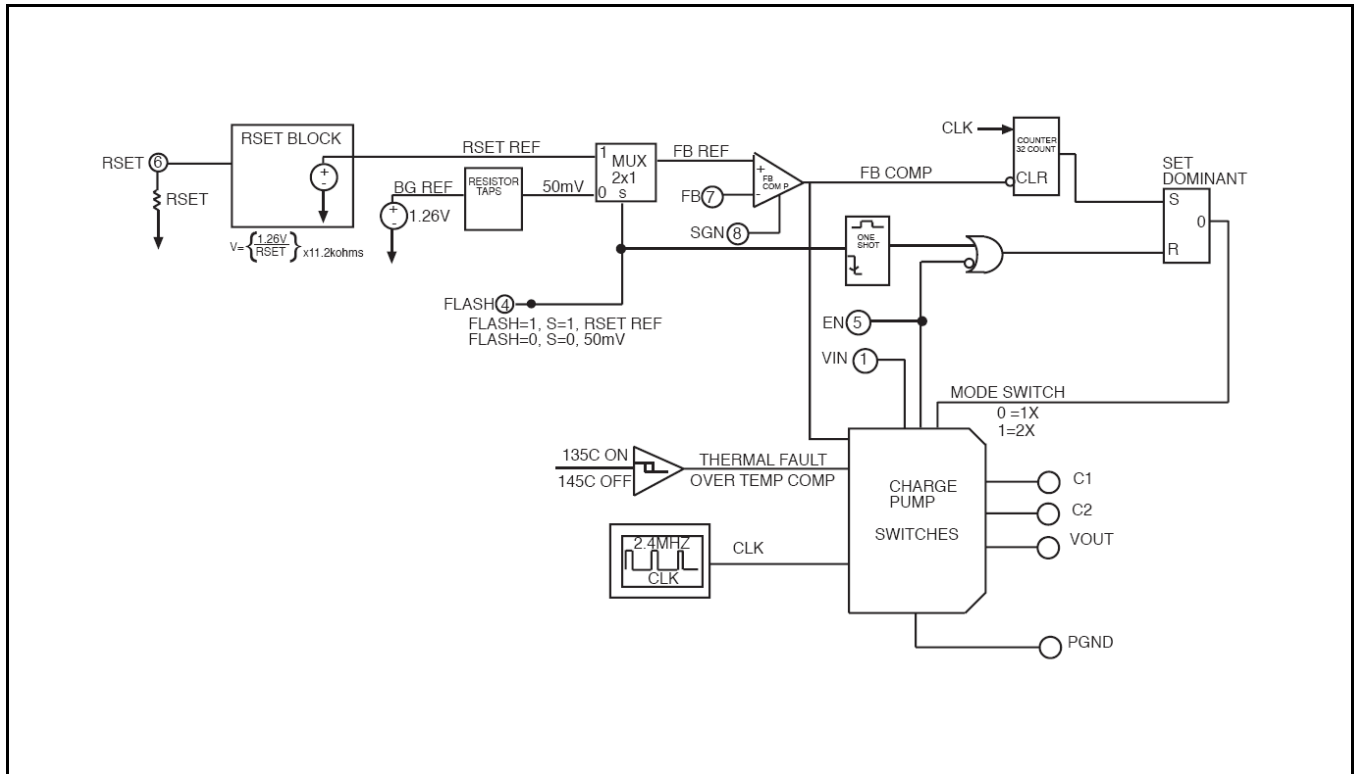 CLK
COUNTER
32 COUNT
CLR
RSET BLOCK
RSET 6
RSET
+
-
V={1.26V/RSET}x11.2kohms
RSET REF
BG REF
+
-
1.26V
RESISTOR
TAPS
50mV
1
MUX
2x1
0 s
FB REF
+
FB
COM P
-
FB 7
SGN 8
FB COMP
SET
DOMINANT
S
0
R
ONE
SHOT
FLASH 4
FLASH=1, S=1, RSET REF
FLASH=0, S=0, 50mV
EN 5
VIN 1
MODE SWITCH
0 =1X
1=2X
135C ON
145C OFF
THERMAL FAULT
OVER TEMP COMP
2.4MHZ
CLK
CLK
CHARGE
PUMP
SWITCHES
C1
C2
VOUT
PGND